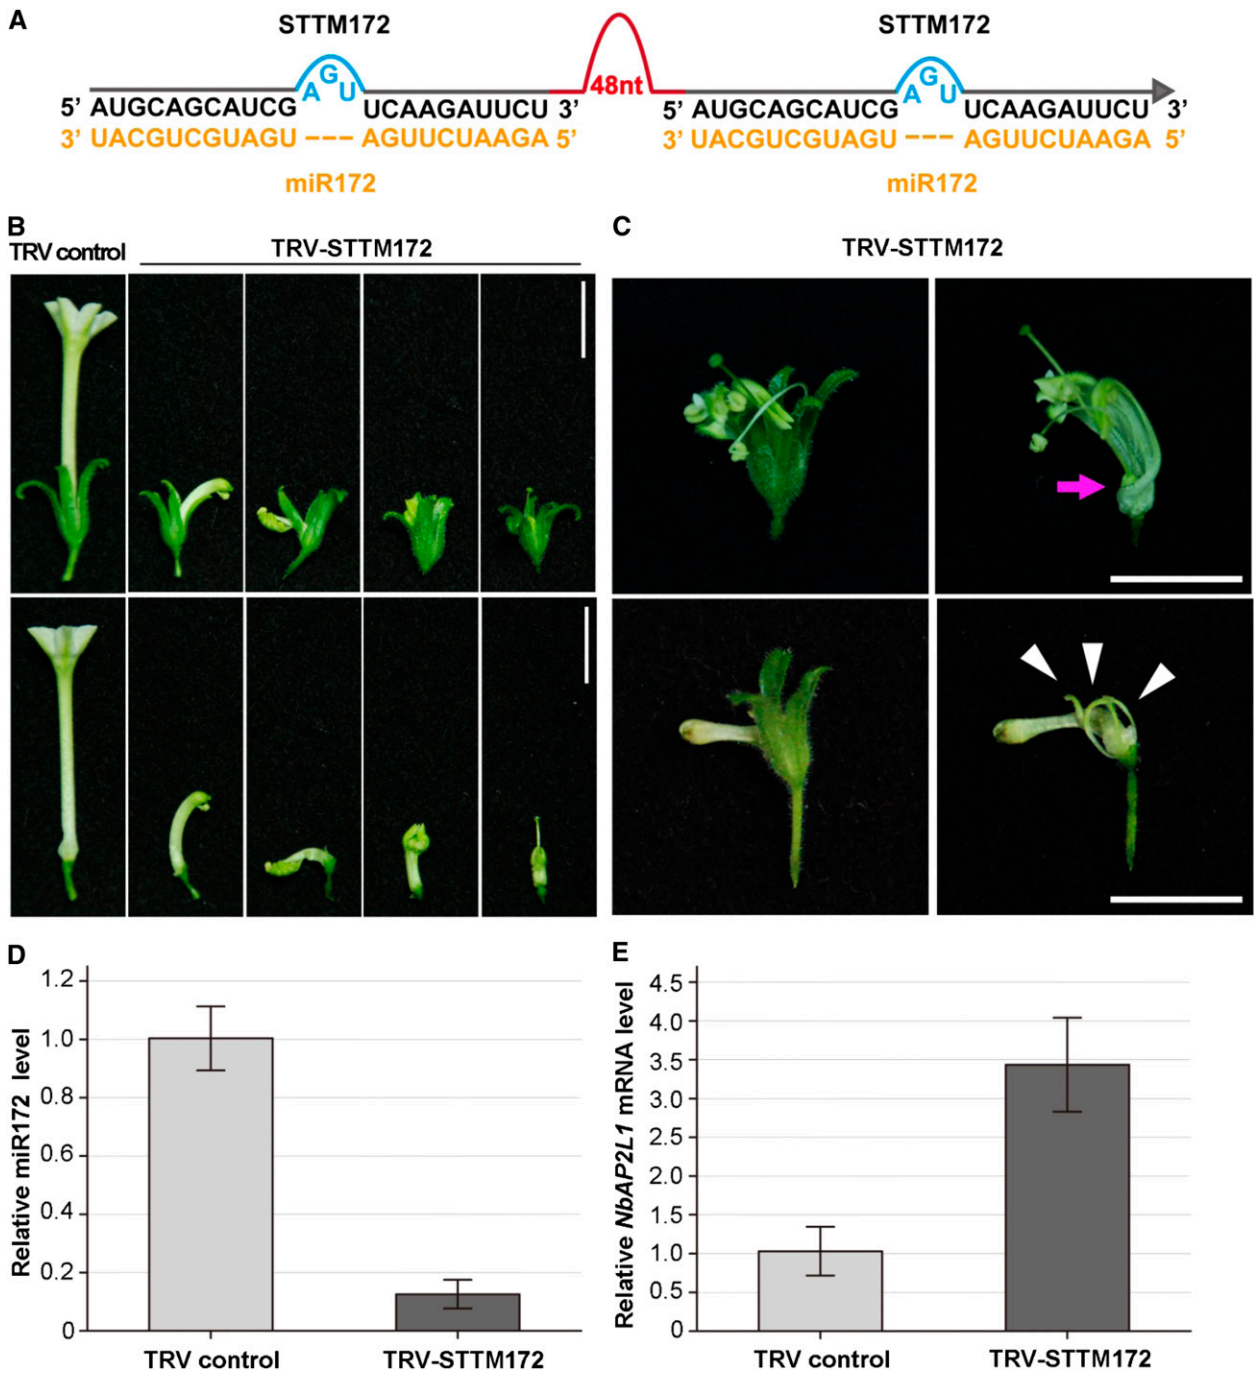 A
STTM172 STTM172
48nt
A G U A G U
5’ AUGCAGCAUCG UCAAGAUUCU 3’ 5’ AUGCAGCAUCG UCAAGAUUCU 3’
3’ UACGUCGUAGU --- AGUUCUAAGA 5’ 3’ UACGUCGUAGU --- AGUUCUAAGA 5’
miR172 miR172
B
TRV control TRV-STTM172
C
TRV-STTM172
D
Relative miR172 level
1.2
1.0
0.8
0.6
0.4
0.2
0
TRV control TRV-STTM172
E
Relative NbAP2L1 mRNA level
4.5
4.0
3.5
3.0
2.5
2.0
1.5
1.0
0.5
0
TRV control TRV-STTM172